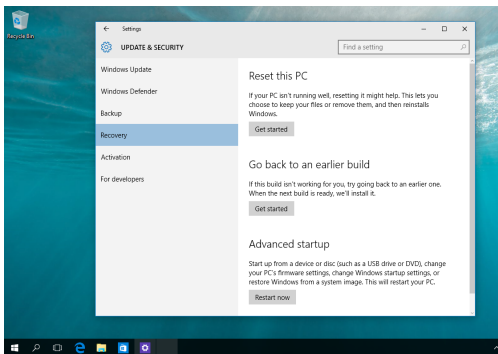 Recycle Bin
Settings
UPDATE & SECURITY
Find a setting
Windows Update
Windows Defender
Backup
Recovery
Activation
For developers
Reset this PC
If your PC isn't running well, resetting it might help. This lets you
choose to keep your files or remove them, and then reinstalls
Windows.
Get started
Go back to an earlier build
If this build isn't working for you, try going back to an earlier one.
When the next build is ready, we'll install it.
Get started
Advanced startup
Start up from a device or disc (such as a USB drive or DVD), change
your PC's firmware settings, change Windows startup settings, or
restore Windows from a system image. This will restart your PC.
Restart now